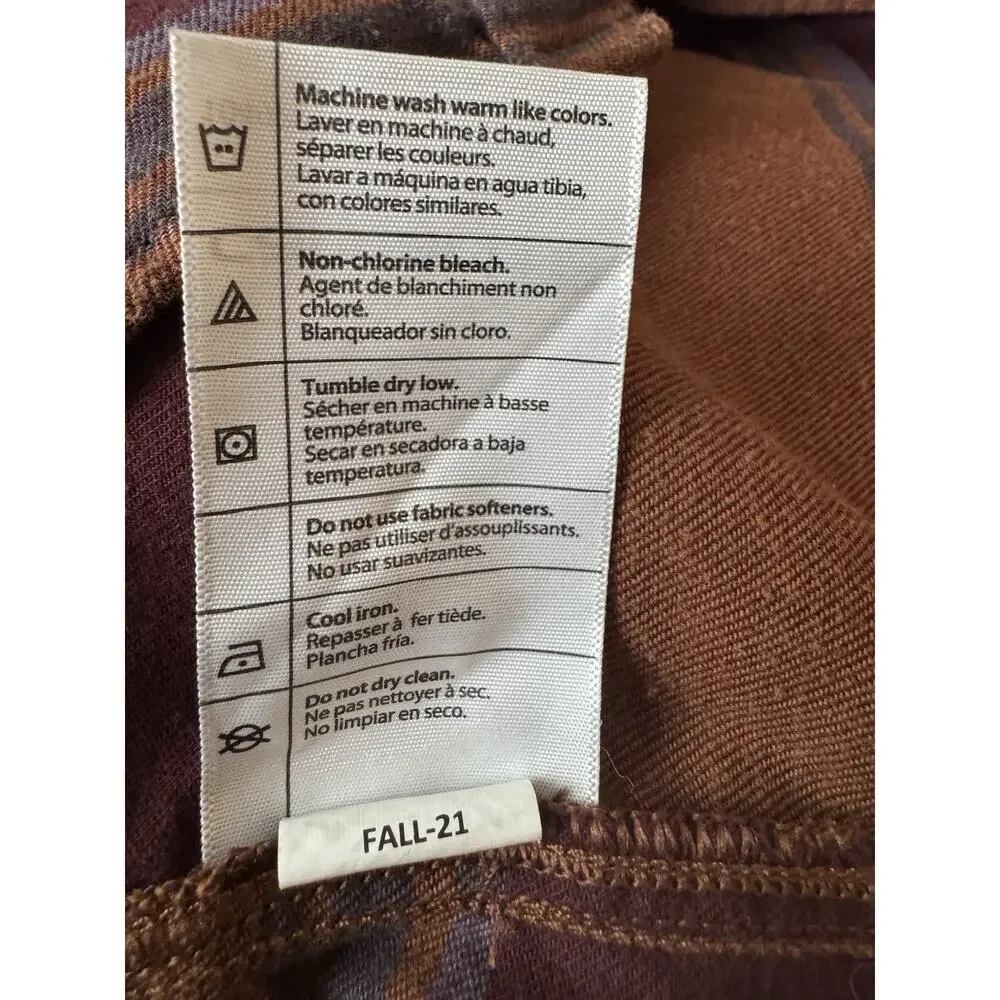 Machine wash warm like colors.
Laver en machine à chaud,
séparer les couleurs.
Lavar a máquina en agua tibia,
con colores similares.
Non-chlorine bleach.
Agent de blanchiment non
chloré.
Blanqueador sin cloro.
Tumble dry low.
Sécher en machine à basse
température.
Secar en secadora a baja
temperatura.
Do not use fabric softeners.
Ne pas utiliser d'assouplissants.
No usar suavizantes.
Cool iron.
Repasser à fer tiède.
Plancha fría.
Do not dry clean.
Ne pas nettoyer à sec.
No limpiar en seco.
FALL-21